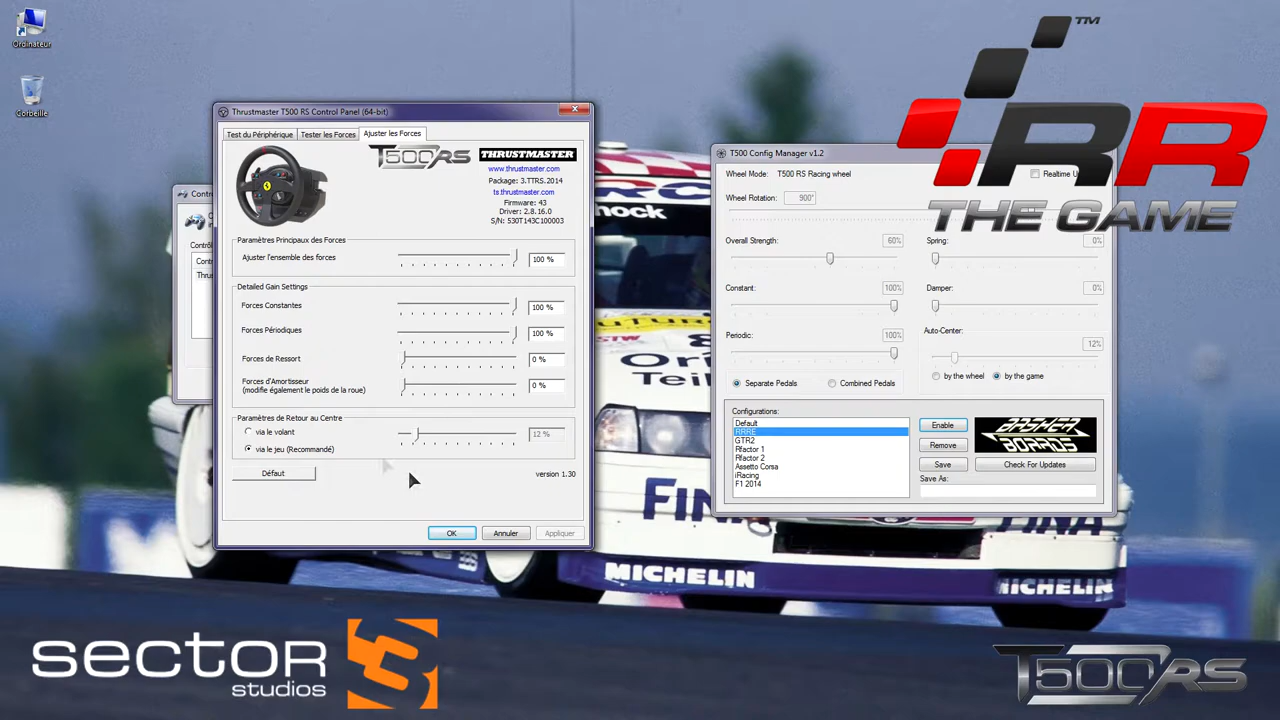 Ordinateur
Corbeille
Thrustmaster T500 RS Control Panel (64-bit)
Test du Périphérique
Tester les Forces
Ajuster les Forces
T500RS
THRUSTMASTER
www.thrustmaster.com
Package: 3.TTRS.2014
ts.thrustmaster.com
Firmware: 43
Driver: 2.8.16.0
S/N: 530T143C100003
Paramètres Principaux des Forces
Ajuster l'ensemble des forces
100 %
Detailed Gain Settings
Forces Constantes
100 %
Forces Périodiques
100 %
Forces de Ressort
0 %
Forces d'Amortisseur
(modifie également le poids de la roue)
0 %
Paramètres de Retour au Centre
via le volant
12 %
via le jeu (Recommandé)
Défaut
version 1.30
OK
Annuler
Appliquer
T500 Config Manager v1.2
Wheel Mode: T500 RS Racing wheel
Realtime U
Wheel Rotation: 900°
Overall Strength: 60%
Spring: 0%
Constant: 100%
Damper: 0%
Periodic: 100%
Auto-Center: 12%
by the wheel
by the game
Separate Pedals
Combined Pedals
Configurations:
Default
RRRE
GTR2
Rfactor 1
Rfactor 2
Assetto Corsa
iRacing
F1 2014
Enable
Remove
Save
BASHER
BOARDS
Check For Updates
Save As:
RR
THE GAME
TM
nock
FINA
FINA
MICHELIN
MICHELIN
sector
studios
T500RS